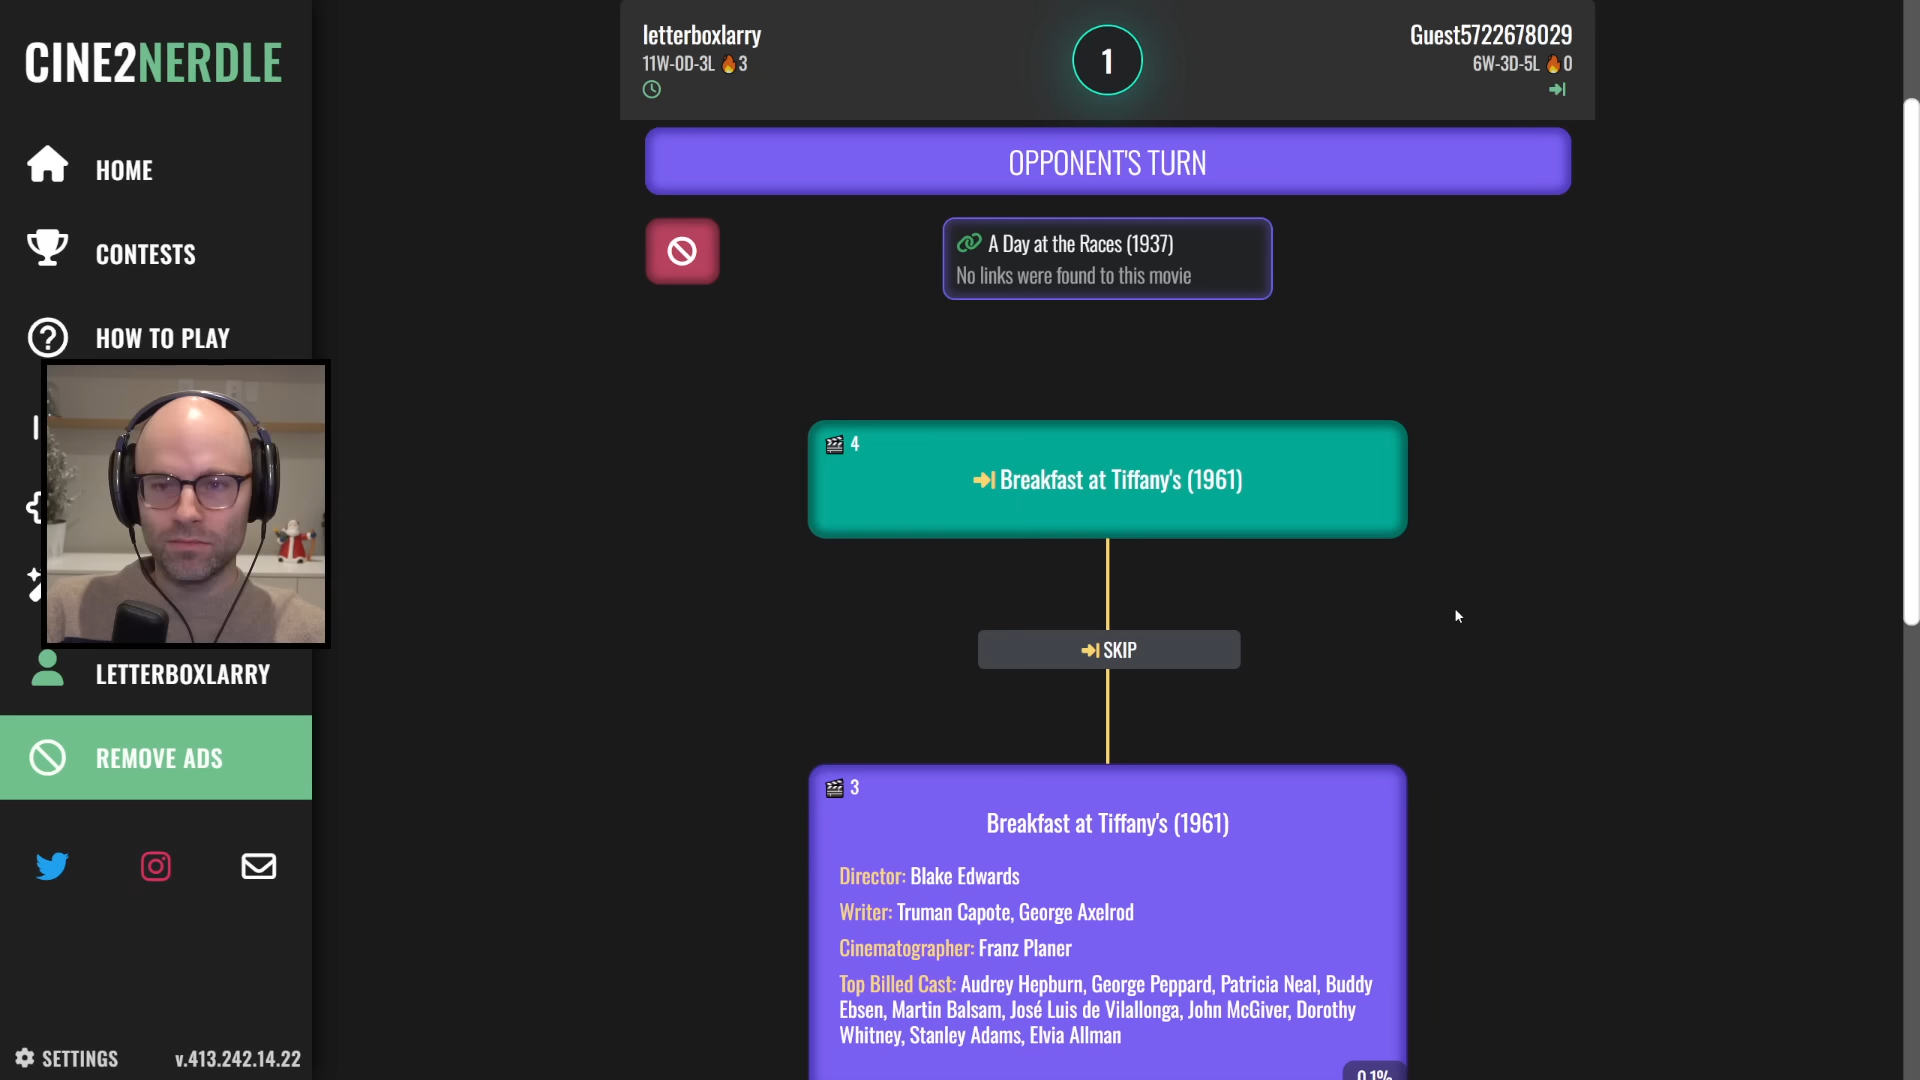 CINE2NERDLE
HOME
CONTESTS
HOW TO PLAY
LETTERBOXLARRY
REMOVE ADS
SETTINGS
v.413.242.14.22
letterboxlarry
11W-0D-3L 🔥3
1
Guest5722678029
6W-3D-5L 🔥0
OPPONENT'S TURN
A Day at the Races (1937)
No links were found to this movie
4
Breakfast at Tiffany's (1961)
SKIP
3
Breakfast at Tiffany's (1961)
Director: Blake Edwards
Writer: Truman Capote, George Axelrod
Cinematographer: Franz Planer
Top Billed Cast: Audrey Hepburn, George Peppard, Patricia Neal, Buddy
Ebsen, Martin Balsam, José Luis de Vilallonga, John McGiver, Dorothy
Whitney, Stanley Adams, Elvia Allman
0.1%